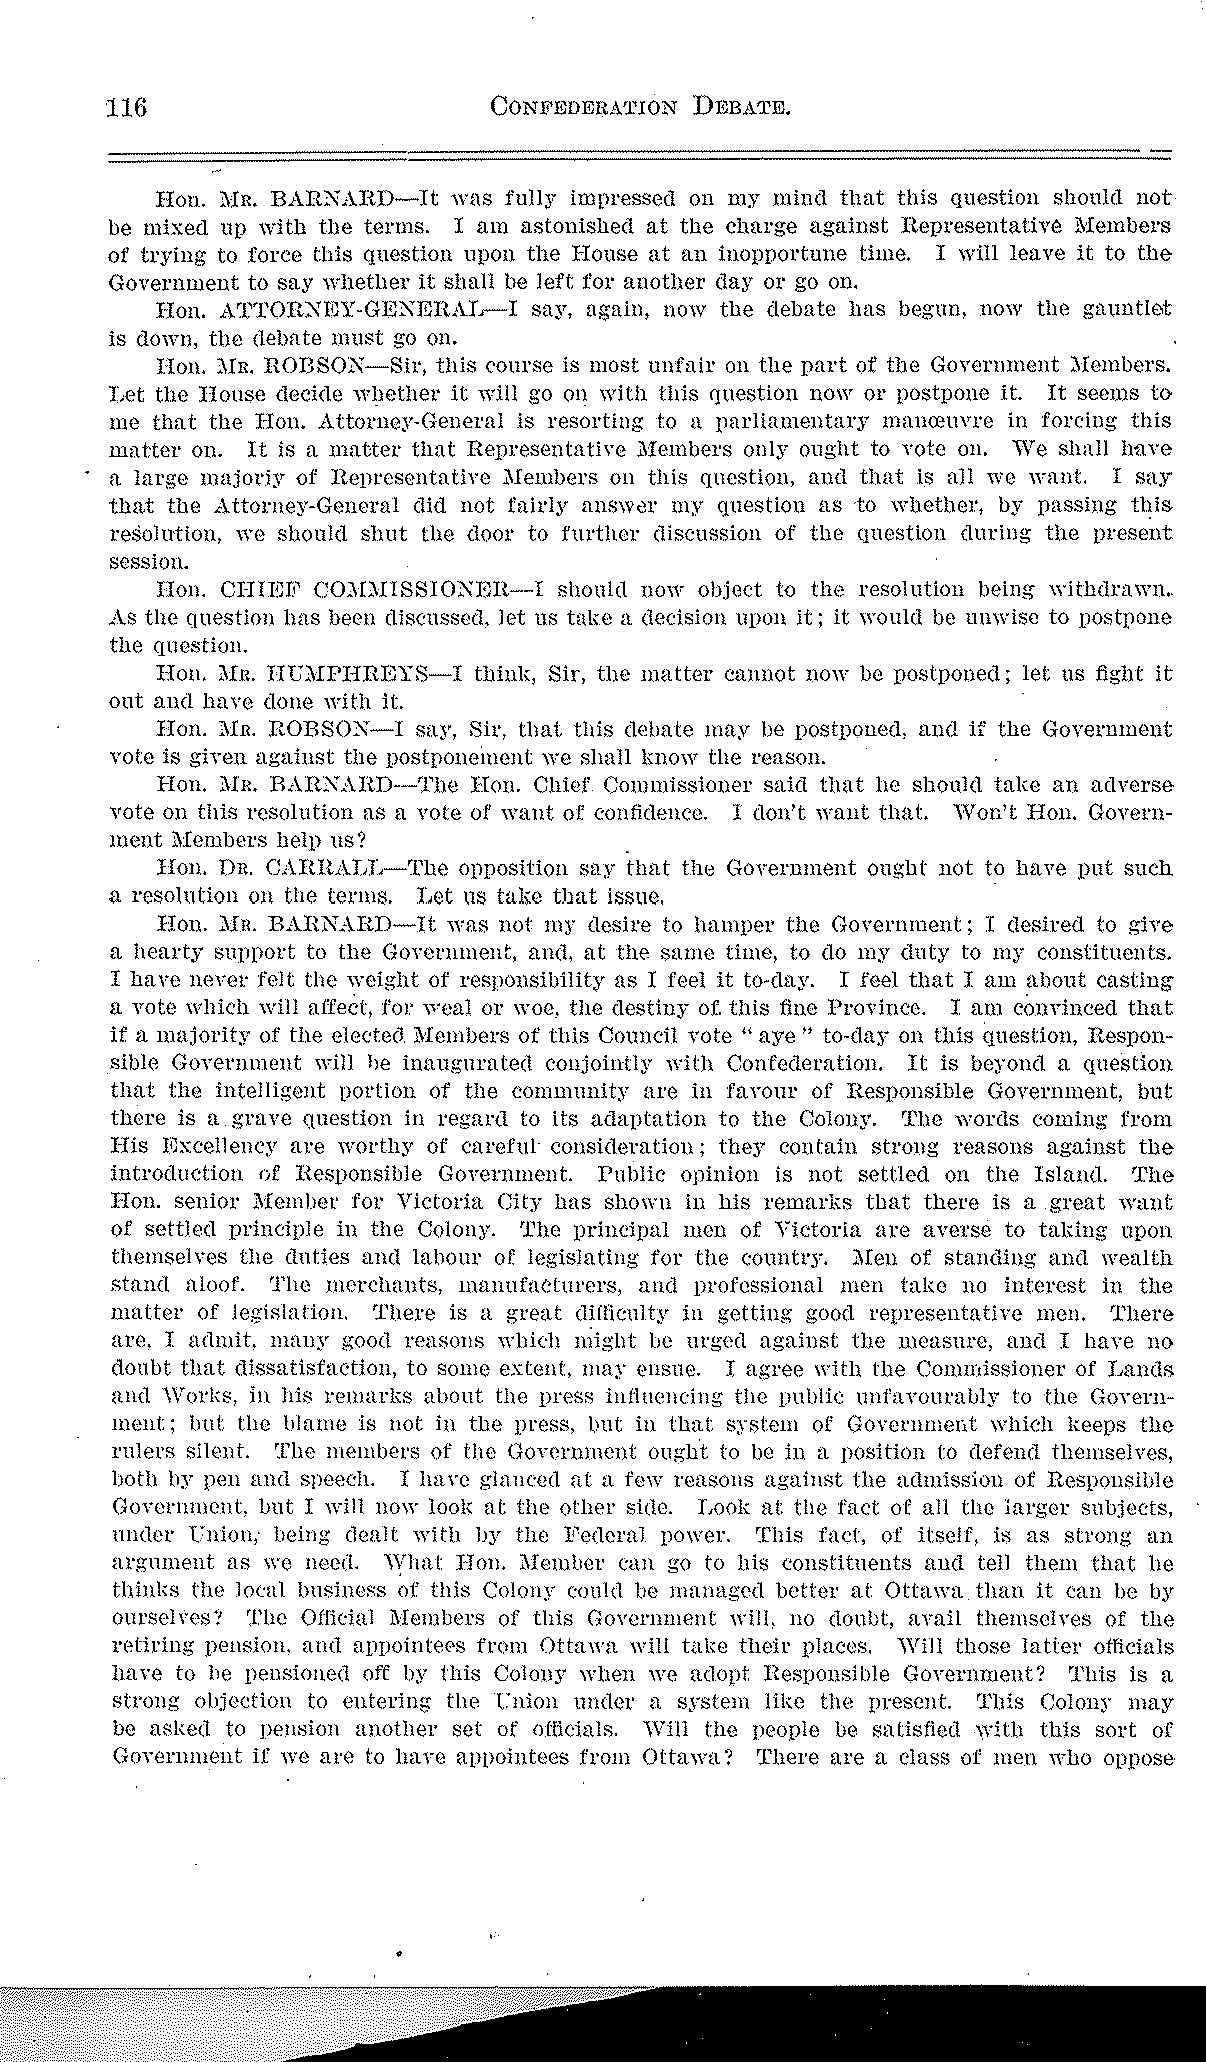 116 CONFEDERATION DEBATE.
Hon. MR. BARNARD—It was fully impressed on my mind that this question should not
be mixed up with the terms. I am astonished at the charge against Representative Members
of trying to force this question upon the House at an inopportune time. I will leave it to the
Government to say whether it shall be left for another day or go on.
Hon. ATTORNEY-GENERAL—I say, again, now the debate has begun, now the gauntlet
is down, the debate must go on.
Hon. MR. ROBSON—Sir, this course is most unfair on the part of the Government Members.
Let the House decide whether it will go on with this question now or postpone it. It seems to
me that the Hon. Attorney-General is resorting to a parliamentary manœuvre in forcing this
matter on. It is a matter that Representative Members only ought to vote on. We shall have
a large majoriy of Representative Members on this question, and that is all we want. I say
that the Attorney-General did not fairly answer my question as to whether, by passing this
resolution, we should shut the door to further discussion of the question during the present
session.
Hon. CHIEF COMMISSIONER—I should now object to the resolution being withdrawn.
As the question has been discussed, let us take a decision upon it; it would be unwise to postpone
the question.
Hon. MR. HUMPHREYS—I think, Sir, the matter cannot now be postponed; let us fight it
out and have done with it.
Hon. MR. ROBSON—I say, Sir, that this debate may be postponed, and if the Government
vote is given against the postponement we shall know the reason.
Hon. MR. BARNARD—The Hon. Chief Commissioner said that he should take an adverse
vote on this resolution as a vote of want of confidence. I don't want that. Won't Hon. Govern-
ment Members help us?
Hon. DR. CARRALL—The opposition say that the Government ought not to have put such
a resolution on the terms. Let us take that issue.
Hon. MR. BARNARD—It was not my desire to hamper the Government; I desired to give
a hearty support to the Government, and, at the same time, to do my duty to my constituents.
I have never felt the weight of responsibility as I feel it to-day. I feel that I am about casting
a vote which will affect, for weal or woe, the destiny of this fine Province. I am convinced that
if a majority of the elected Members of this Council vote "aye" to-day on this question, Respon-
sible Government will be inaugurated conjointly with Confederation. It is beyond a question
that the intelligent portion of the community are in favour of Responsible Government, but
there is a grave question in regard to its adaptation to the Colony. The words coming from
His Excellency are worthy of careful consideration; they contain strong reasons against the
introduction of Responsible Government. Public opinion is not settled on the Island. The
Hon. senior Member for Victoria City has shown in his remarks that there is a great want
of settled principle in the Colony. The principal men of Victoria are averse to taking upon
themselves the duties and labour of legislating for the country. Men of standing and wealth
stand aloof. The merchants, manufacturers, and professional men take no interest in the
matter of legislation. There is a great difficulty in getting good representative men. There
are, I admit, many good reasons which might be urged against the measure, and I have no
doubt that dissatisfaction, to some extent, may ensue. I agree with the Commissioner of Lands
and Works, in his remarks about the press influencing the public unfavourably to the Govern-
ment; but the blame is not in the press, but in that system of Government which keeps the
rulers silent. The members of the Government ought to be in a position to defend themselves,
both by pen and speech. I have glanced at a few reasons against the admission of Responsible
Government, but I will now look at the other side. Look at the fact of all the larger subjects,
under Union, being dealt with by the Federal power. This fact, of itself, is as strong an
argument as we need. What Hon. Member can go to his constituents and tell them that he
thinks the local business of this Colony could be managed better at Ottawa than it can be by
ourselves? The Official Members of this Government will, no doubt, avail themselves of the
retiring pension, and appointees from Ottawa will take their places. Will those latter officials
have to be pensioned off by this Colony when we adopt Responsible Government? This is a
strong objection to entering the Union under a system like the present. This Colony may
be asked to pension another set of officials. Will the people be satisfied with this sort of
Government if we are to have appointees from Ottawa? There are a class of men who oppose